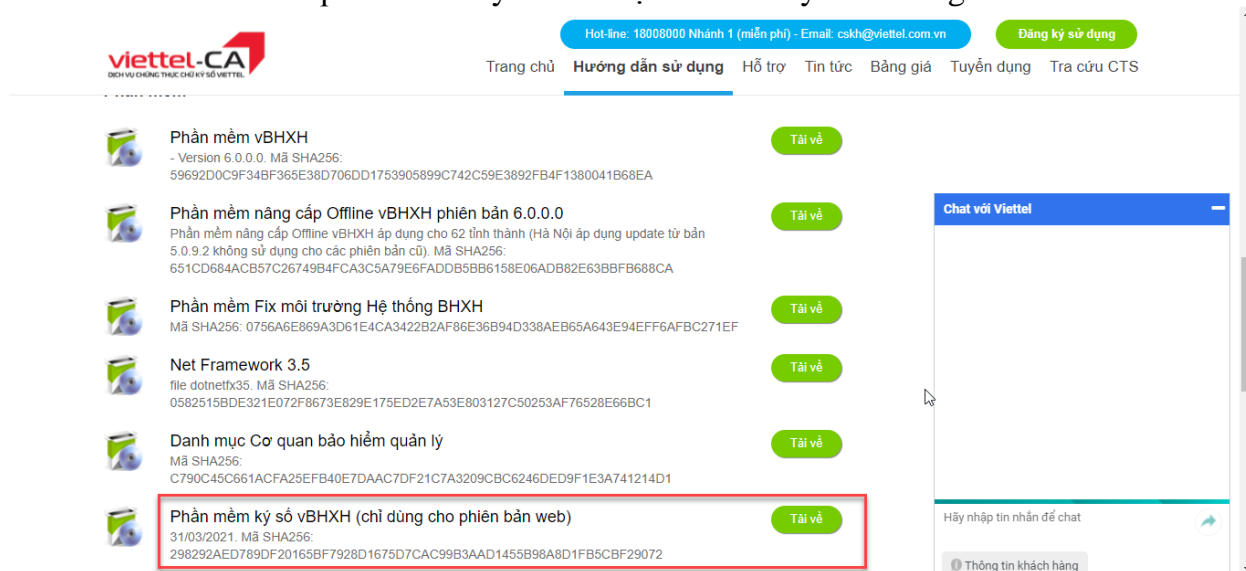 Hot-line: 18008000 Nhánh 1 (miễn phí) - Email: cskh@viettel.com.vn
Đăng ký sử dụng
viettel-CA
DỊCH VỤ CHỨNG THỰC CHỮ KÝ SỐ VIETTEL
Trang chủ Hướng dẫn sử dụng Hỗ trợ Tin tức Bảng giá Tuyển dụng Tra cứu CTS
Phần mềm vBHXH
Tải về
- Version 6.0.0.0. Mã SHA256:
59692D0C9F34BF365E38D706DD1753905899C742C59E3892FB4F1380041B68EA
Phần mềm nâng cấp Offline vBHXH phiên bản 6.0.0.0
Tải về
Phần mềm nâng cấp Offline vBHXH áp dụng cho 62 tỉnh thành (Hà Nội áp dụng update từ bản
5.0.9.2 không sử dụng cho các phiên bản cũ). Mã SHA256:
651CD684ACB57C26749B4FCA3C5A79E6FADDB5BB6158E06ADB82E63BBFB688CA
Phần mềm Fix môi trường Hệ thống BHXH
Tải về
Mã SHA256: 0756A6E869A3D61E4CA3422B2AF86E36B94D338AEB65A643E94EFF6AFBC271EF
Net Framework 3.5
Tải về
file dotnetfx35. Mã SHA256:
0582515BDE321E072F8673E829E175ED2E7A53E803127C50253AF76528E66BC1
Danh mục Cơ quan bảo hiểm quản lý
Tải về
Mã SHA256:
C790C45C661ACFA25EFB40E7DAAC7DF21C7A3209CBC6246DED9F1E3A741214D1
Phần mềm ký số vBHXH (chỉ dùng cho phiên bản web)
Tải về
31/03/2021. Mã SHA256:
298292AED789DF20165BF7928D1675D7CAC99B3AAD1455B98A8D1FB5CBF29072
Chat với Viettel
Hãy nhập tin nhắn để chat
Thông tin khách hàng